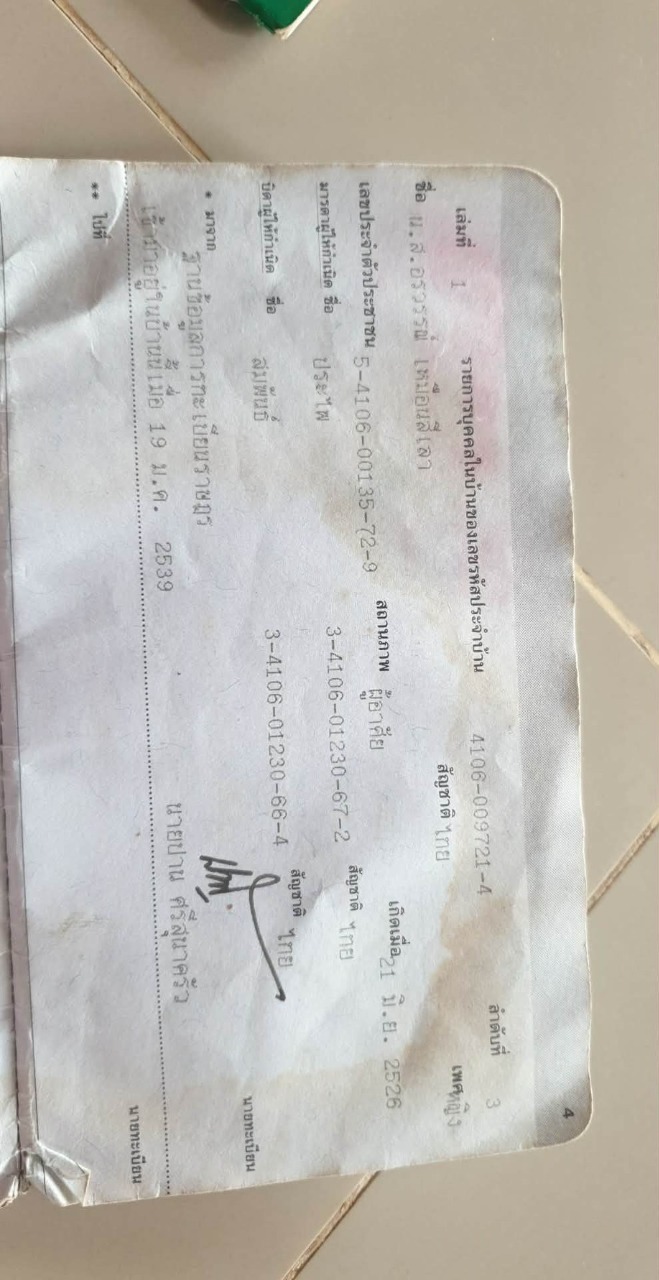 4
เล่มที่ 1 รายการบุคคลในบ้านของเลขรหัสประจำบ้าน 4106-009721-4 ลำดับที่ 3
ชื่อ น.ส.อรวรรณ์ เหมือนสีเลา สัญชาติ ไทย เพศ หญิง
เลขประจำตัวประชาชน 5-4106-00135-72-9 สถานภาพ ผู้อาศัย เกิดเมื่อ 21 มิ.ย. 2526
มารดาผู้ให้กำเนิด ชื่อ ประไพ 3-4106-01230-67-2 สัญชาติ ไทย
บิดาผู้ให้กำเนิด ชื่อ สมพันธ์ 3-4106-01230-66-4 สัญชาติ ไทย
* มาจาก ฐานข้อมูลการทะเบียนราษฎร นายทะเบียน
เข้ามาอยู่ในบ้านนี้เมื่อ 19 ม.ค. 2539 นายปาน ศรีสุนาครัว
** ไปที่ นายทะเบียน